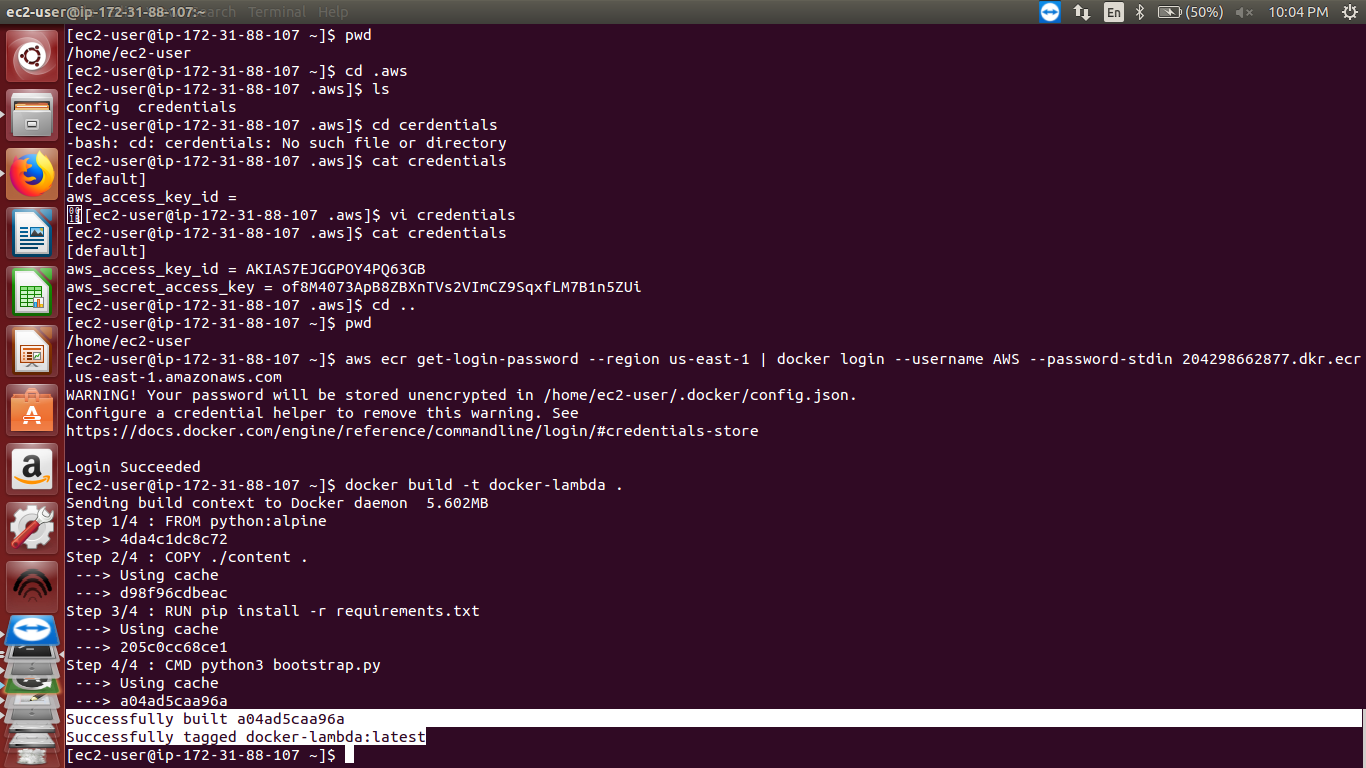 ec2-user@ip-172-31-88-107:~
Search Terminal Help
En
(50%)
10:04 PM
[ec2-user@ip-172-31-88-107 ~]$ pwd
/home/ec2-user
[ec2-user@ip-172-31-88-107 ~]$ cd .aws
[ec2-user@ip-172-31-88-107 .aws]$ ls
config  credentials
[ec2-user@ip-172-31-88-107 .aws]$ cd cerdentials
-bash: cd: cerdentials: No such file or directory
[ec2-user@ip-172-31-88-107 .aws]$ cat credentials
[default]
aws_access_key_id =
[ec2-user@ip-172-31-88-107 .aws]$ vi credentials
[ec2-user@ip-172-31-88-107 .aws]$ cat credentials
[default]
aws_access_key_id = AKIAS7EJGGPOY4PQ63GB
aws_secret_access_key = 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
[ec2-user@ip-172-31-88-107 .aws]$ cd ..
[ec2-user@ip-172-31-88-107 ~]$ pwd
/home/ec2-user
[ec2-user@ip-172-31-88-107 ~]$ aws ecr get-login-password --region us-east-1 | docker login --username AWS --password-stdin 204298662877.dkr.ecr
.us-east-1.amazonaws.com
WARNING! Your password will be stored unencrypted in /home/ec2-user/.docker/config.json.
Configure a credential helper to remove this warning. See
https://docs.docker.com/engine/reference/commandline/login/#credentials-store
Login Succeeded
[ec2-user@ip-172-31-88-107 ~]$ docker build -t docker-lambda .
Sending build context to Docker daemon  5.602MB
Step 1/4 : FROM python:alpine
 ---> 4da4c1dc8c72
Step 2/4 : COPY ./content .
 ---> Using cache
 ---> d98f96cdbeac
Step 3/4 : RUN pip install -r requirements.txt
 ---> Using cache
 ---> 205c0cc68ce1
Step 4/4 : CMD python3 bootstrap.py
 ---> Using cache
 ---> a04ad5caa96a
Successfully built a04ad5caa96a
Successfully tagged docker-lambda:latest
[ec2-user@ip-172-31-88-107 ~]$